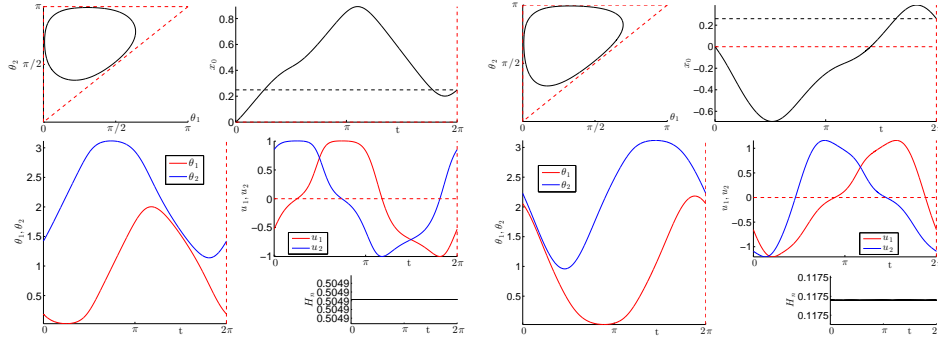 π
θ₂ π/2
0 π/2 π θ₁
x₀
0.8
0.6
0.4
0.2
0
0 π t 2π
θ₁, θ₂
3
2.5
2
1.5
1
0.5
0 π t 2π
θ₁
θ₂
u₁, u₂
1
0.5
0
−0.5
−1
0 π t 2π
u₁
u₂
Hₙ
0.5049
0.5049
0.5049
0.5049
0.5049
0 π t 2π
π
θ₂ π/2
0 π/2 π θ₁
x₀
0.2
0
−0.2
−0.4
−0.6
0 π t 2π
θ₁, θ₂
3
2.5
2
1.5
1
0.5
0 π t 2π
θ₁
θ₂
u₁, u₂
1
0.5
0
−0.5
−1
0 π t 2
u₁
u₂
Hₙ
0.1175
0.1175
0.1175
0 π t 2